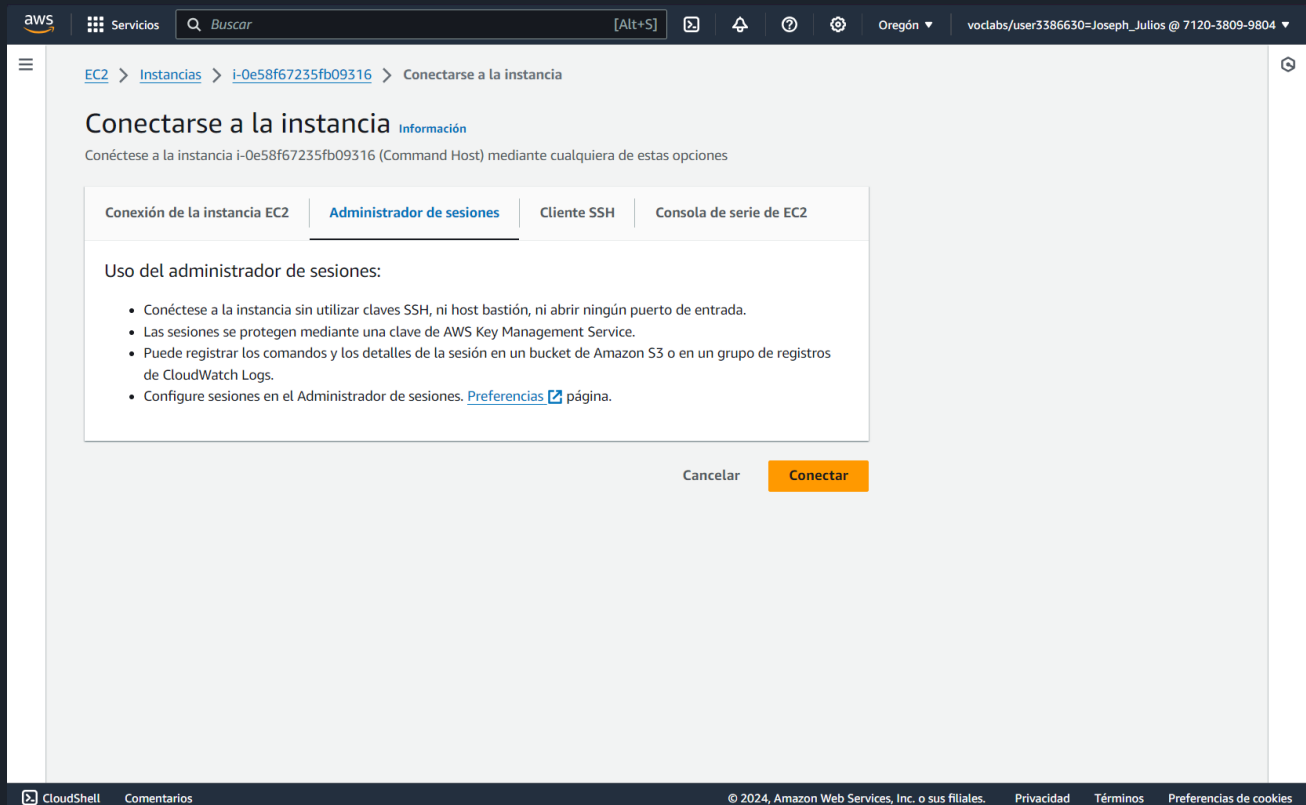 aws Servicios Buscar [Alt+S] Oregón voclabs/user3386630=Joseph_Julios @ 7120-3809-9804
EC2 Instancias i-0e58f67235fb09316 Conectarse a la instancia
Conectarse a la instancia Información
Conéctese a la instancia i-0e58f67235fb09316 (Command Host) mediante cualquiera de estas opciones
Conexión de la instancia EC2 Administrador de sesiones Cliente SSH Consola de serie de EC2
Uso del administrador de sesiones:
Conéctese a la instancia sin utilizar claves SSH, ni host bastión, ni abrir ningún puerto de entrada.
Las sesiones se protegen mediante una clave de AWS Key Management Service.
Puede registrar los comandos y los detalles de la sesión en un bucket de Amazon S3 o en un grupo de registros
de CloudWatch Logs.
Configure sesiones en el Administrador de sesiones. Preferencias página.
Cancelar Conectar
CloudShell Comentarios © 2024, Amazon Web Services, Inc. o sus filiales. Privacidad Términos Preferencias de cookies